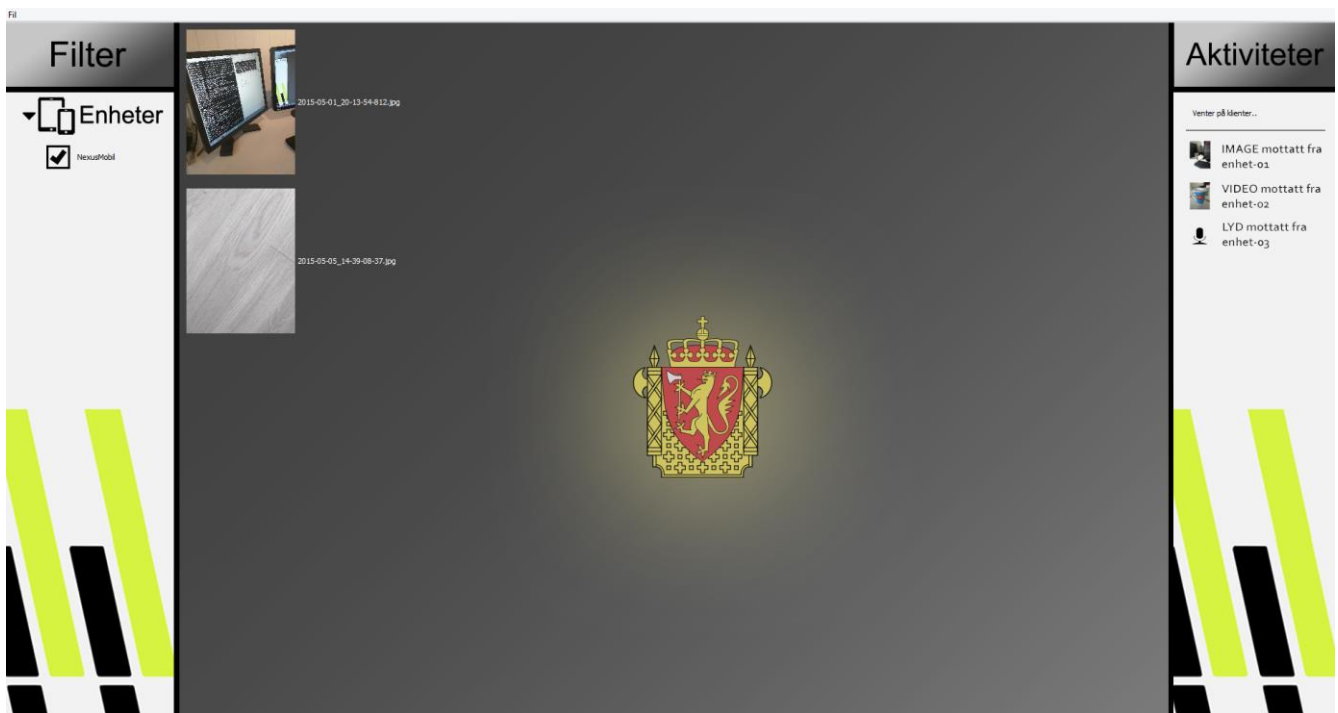 Fil
Filter
Enheter
NexusMobil
2015-05-01_20-13-54-812.jpg
2015-05-05_14-39-08-37.jpg
Aktiviteter
Venter på klienter..
IMAGE mottatt fra
enhet-01
VIDEO mottatt fra
enhet-02
LYD mottatt fra
enhet-03